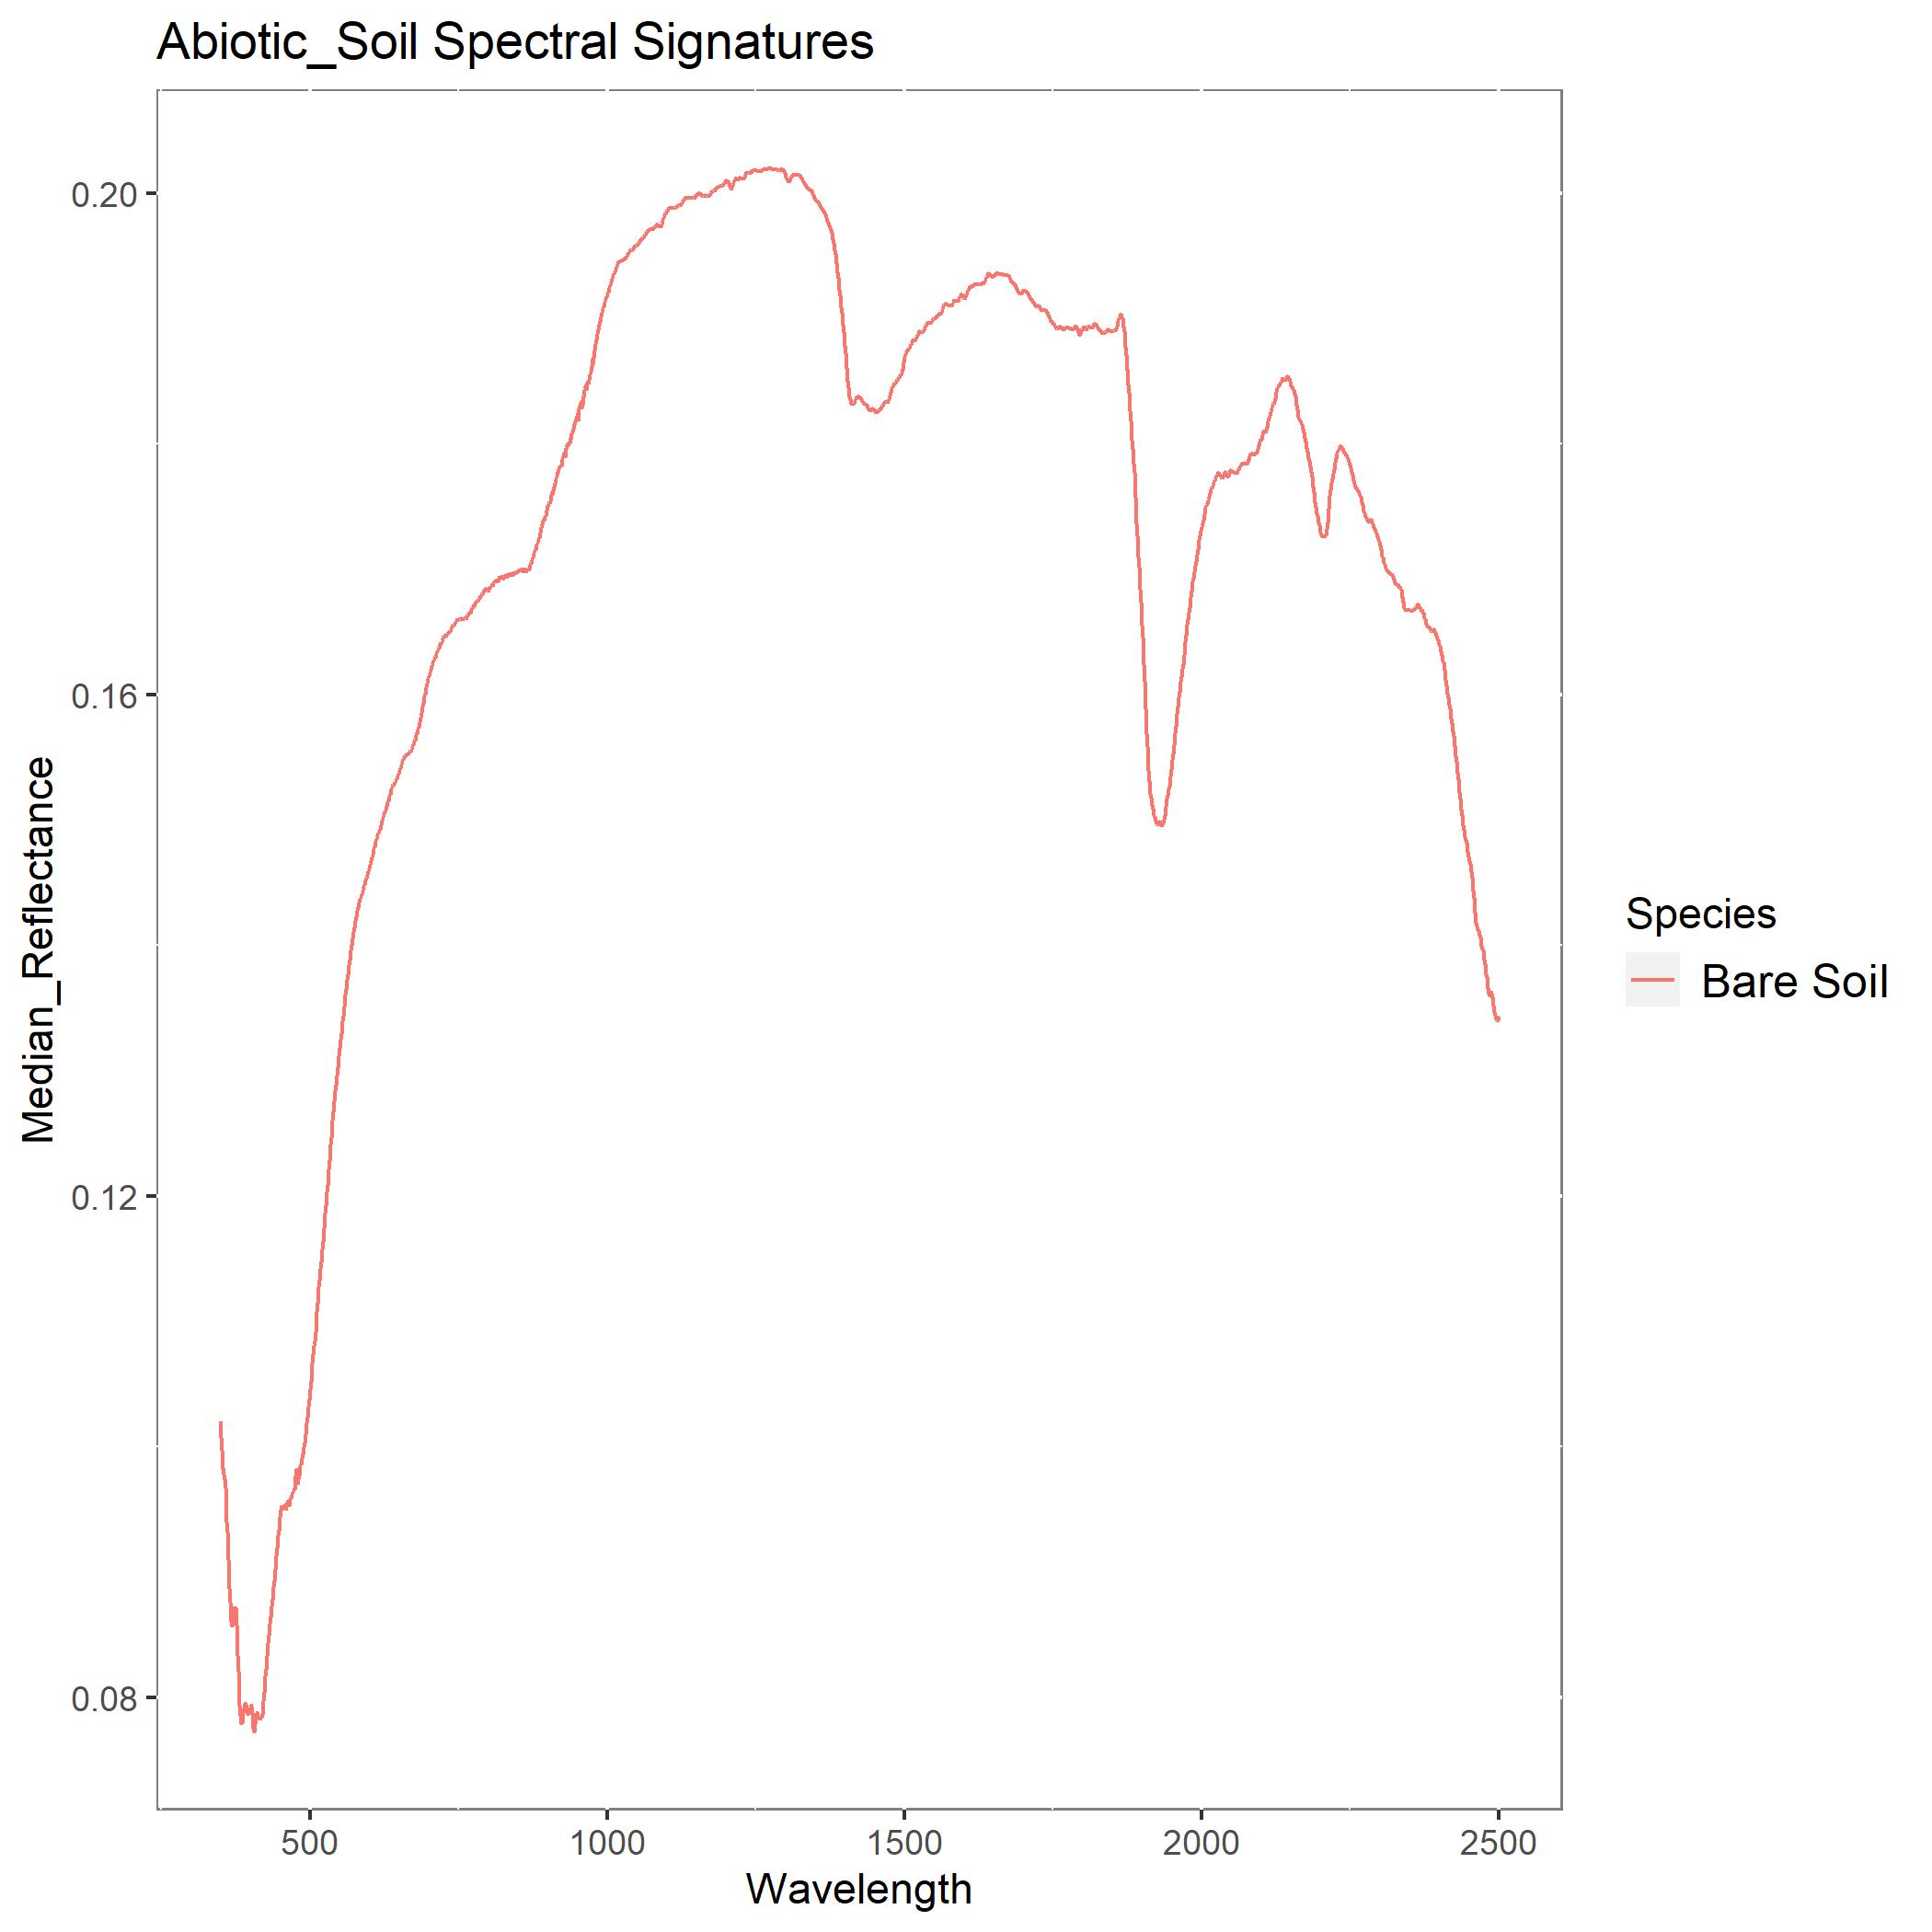 Abiotic_Soil Spectral Signatures
0.20
0.16
0.12
0.08
Median_Reflectance
500 1000 1500 2000 2500
Wavelength
Species
Bare Soil